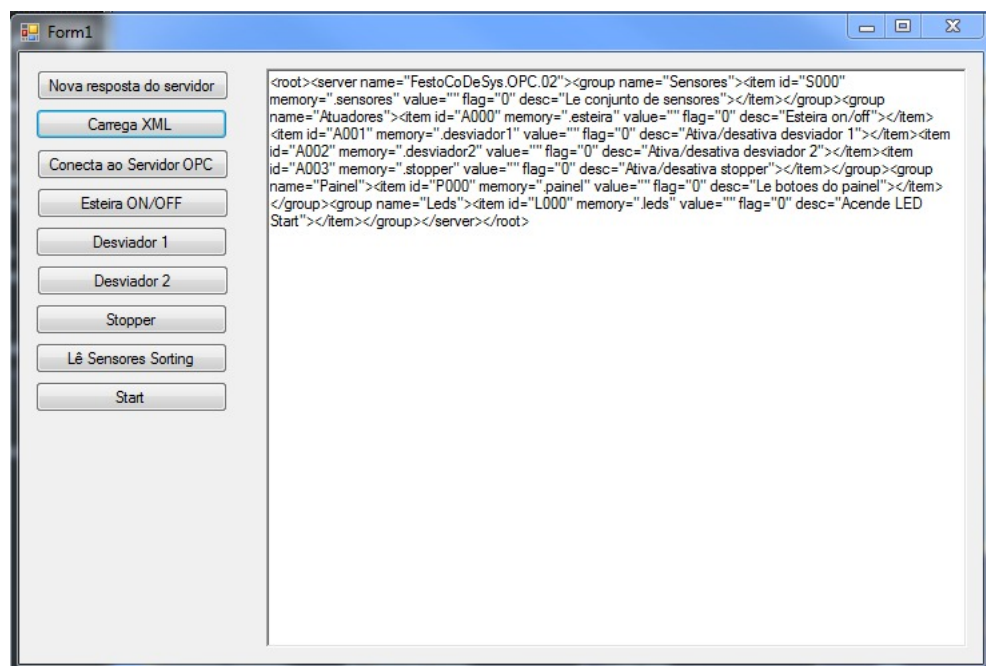 Form1
Nova resposta do servidor
Carrega XML
Conecta ao Servidor OPC
Esteira ON/OFF
Desviador 1
Desviador 2
Stopper
Lê Sensores Sorting
Start
<root><server name="FestoCoDeSys.OPC.02"><group name="Sensores"><item id="S000"
memory=".sensores" value="" flag="0" desc="Le conjunto de sensores"></item></group><group
name="Atuadores"><item id="A000" memory=".esteira" value="" flag="0" desc="Esteira on/off"></item>
<item id="A001" memory=".desviador1" value="" flag="0" desc="Ativa/desativa desviador 1"></item><item
id="A002" memory=".desviador2" value="" flag="0" desc="Ativa/desativa desviador 2"></item><item
id="A003" memory=".stopper" value="" flag="0" desc="Ativa/desativa stopper"></item></group><group
name="Painel"><item id="P000" memory=".painel" value="" flag="0" desc="Le botoes do painel"></item>
</group><group name="Leds"><item id="L000" memory=".leds" value="" flag="0" desc="Acende LED
Start"></item></group></server></root>